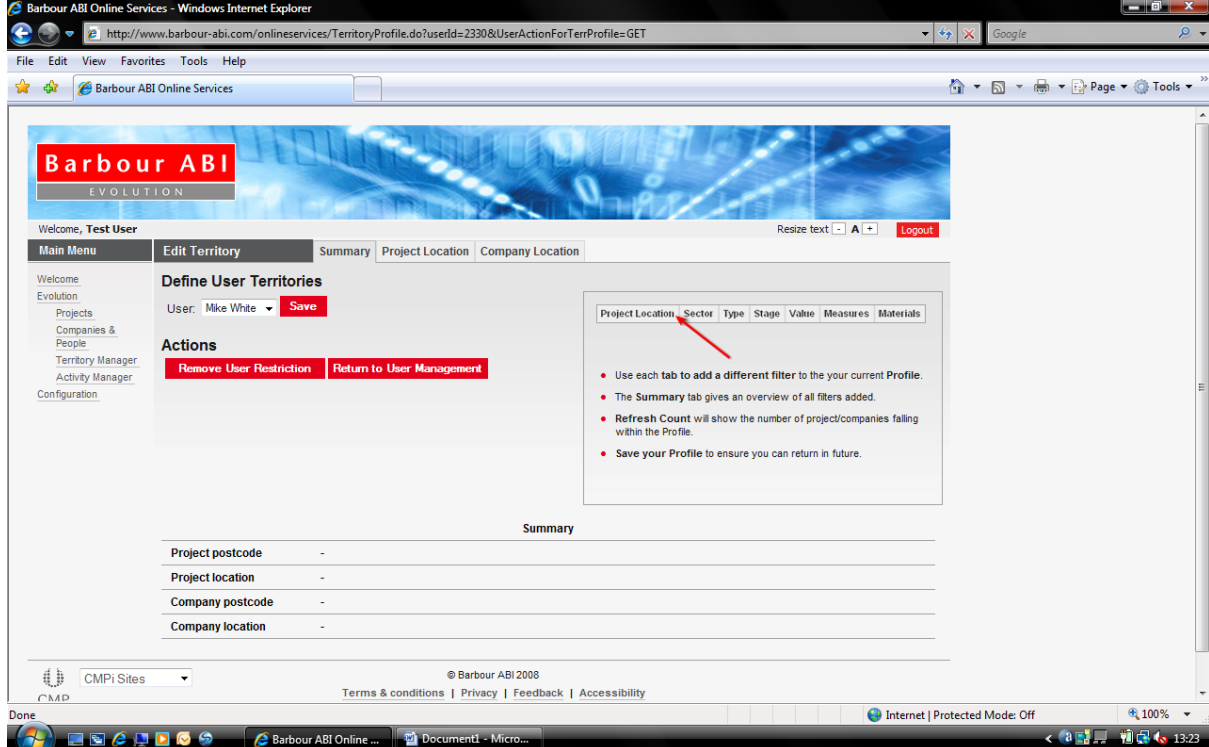 Barbour ABI Online Services - Windows Internet Explorer
http://www.barbour-abi.com/onlineservices/TerritoryProfile.do?userId=2330&UserActionForTerrProfile=GET
Google
File Edit View Favorites Tools Help
Barbour ABI Online Services
Page Tools
Barbour ABI
EVOLUTION
Welcome, Test User
Resize text - A + Logout
Main Menu
Edit Territory Summary Project Location Company Location
Welcome
Evolution
Projects
Companies &
People
Territory Manager
Activity Manager
Configuration
Define User Territories
User: Mike White Save
Actions
Remove User Restriction Return to User Management
Project Location Sector Type Stage Value Measures Materials
Use each tab to add a different filter to the your current Profile.
The Summary tab gives an overview of all filters added.
Refresh Count will show the number of project/companies falling
within the Profile.
Save your Profile to ensure you can return in future.
Summary
Project postcode -
Project location -
Company postcode -
Company location -
CMP
CMPi Sites
© Barbour ABI 2008
Terms & conditions | Privacy | Feedback | Accessibility
Done
Internet | Protected Mode: Off
100%
Barbour ABI Online ...
Document1 - Micro...
13:23